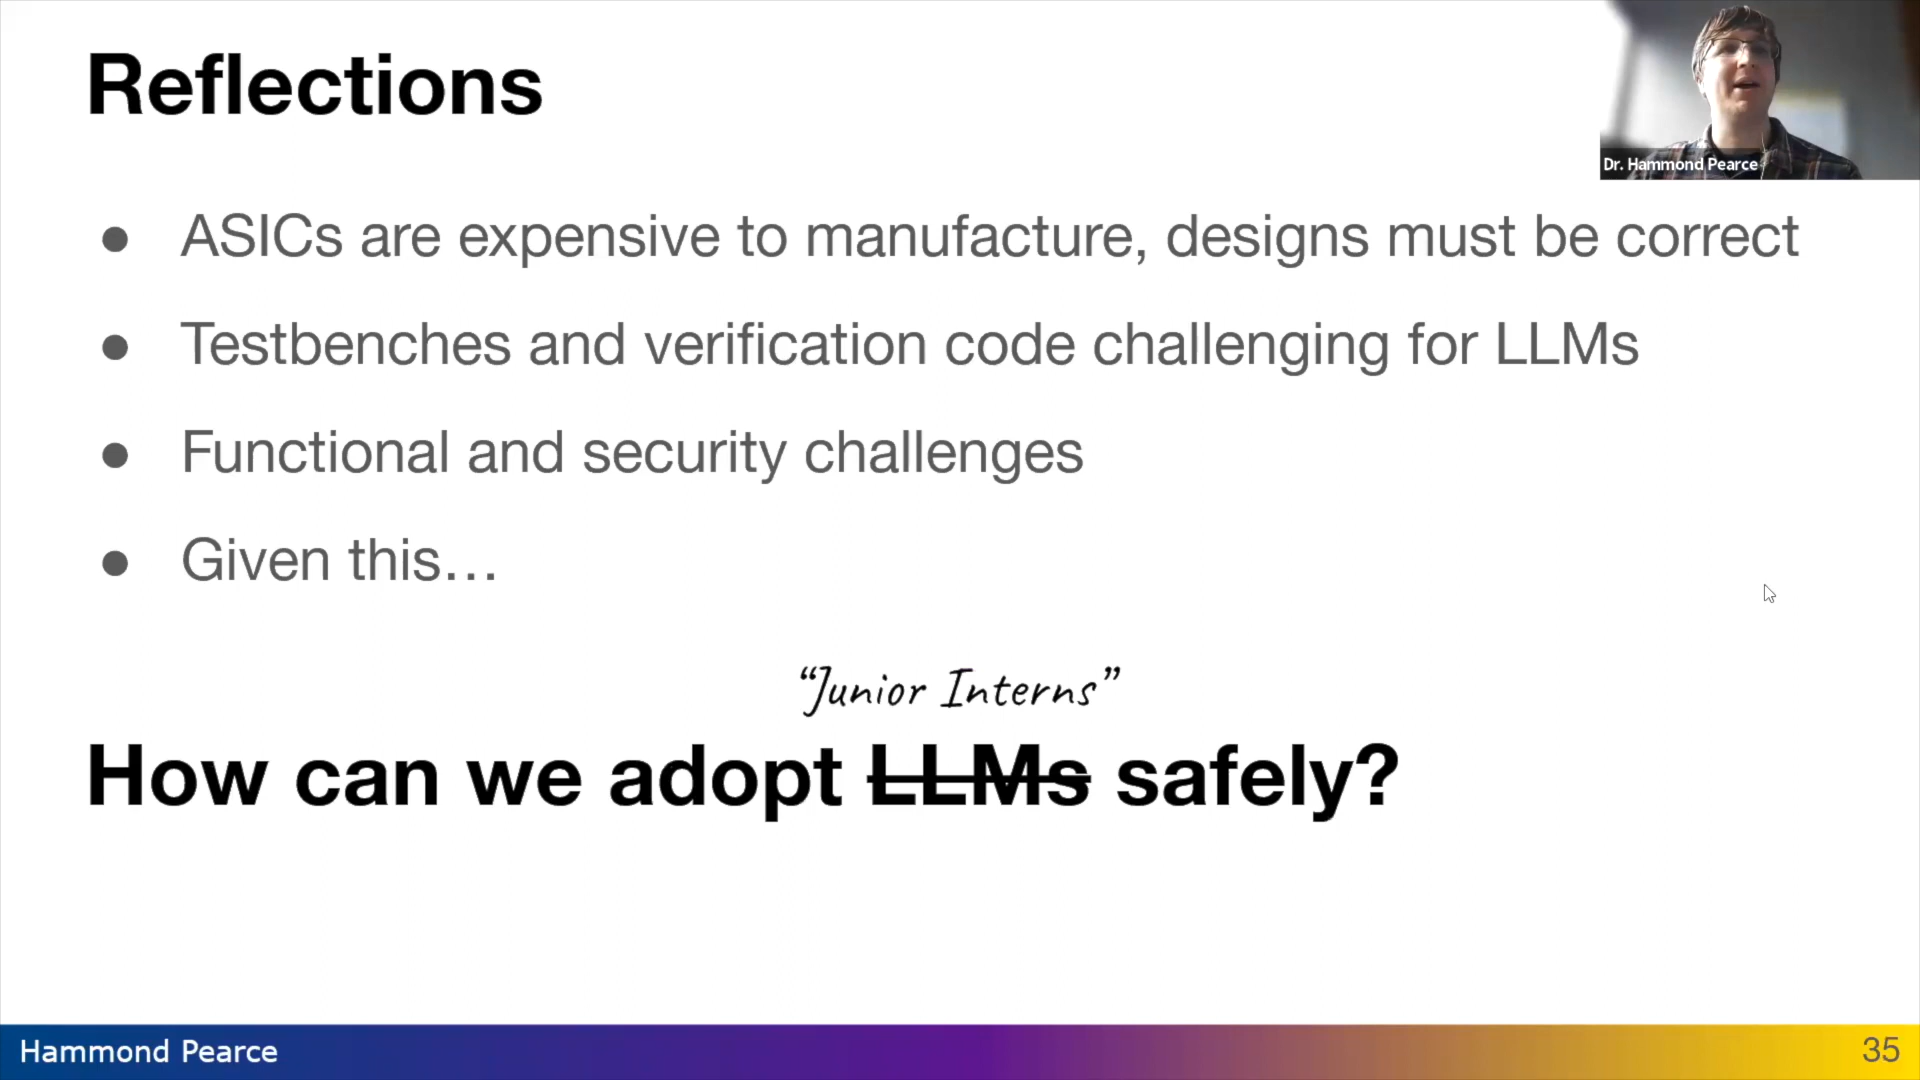 Reflections
Dr. Hammond Pearce
● ASICs are expensive to manufacture, designs must be correct
● Testbenches and verification code challenging for LLMs
● Functional and security challenges
● Given this…
“Junior Interns”
How can we adopt LLMs safely?
Hammond Pearce
35